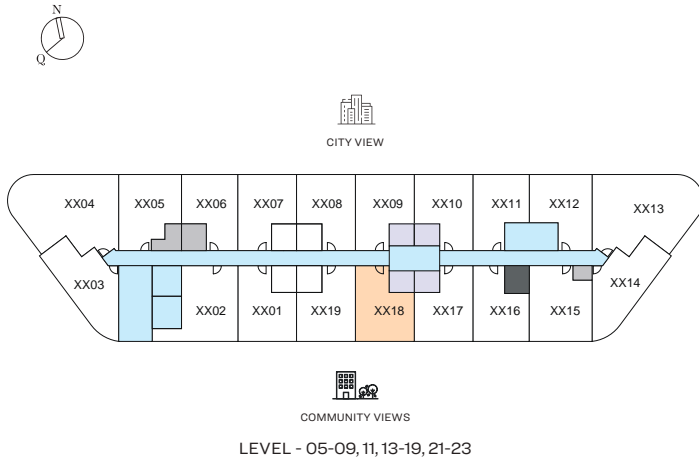 N
Q
CITY VIEW
XX04 XX05 XX06 XX07 XX08 XX09 XX10 XX11 XX12 XX13
XX03 XX02 XX01 XX19 XX18 XX17 XX16 XX15 XX14
COMMUNITY VIEWS
LEVEL - 05-09, 11, 13-19, 21-23